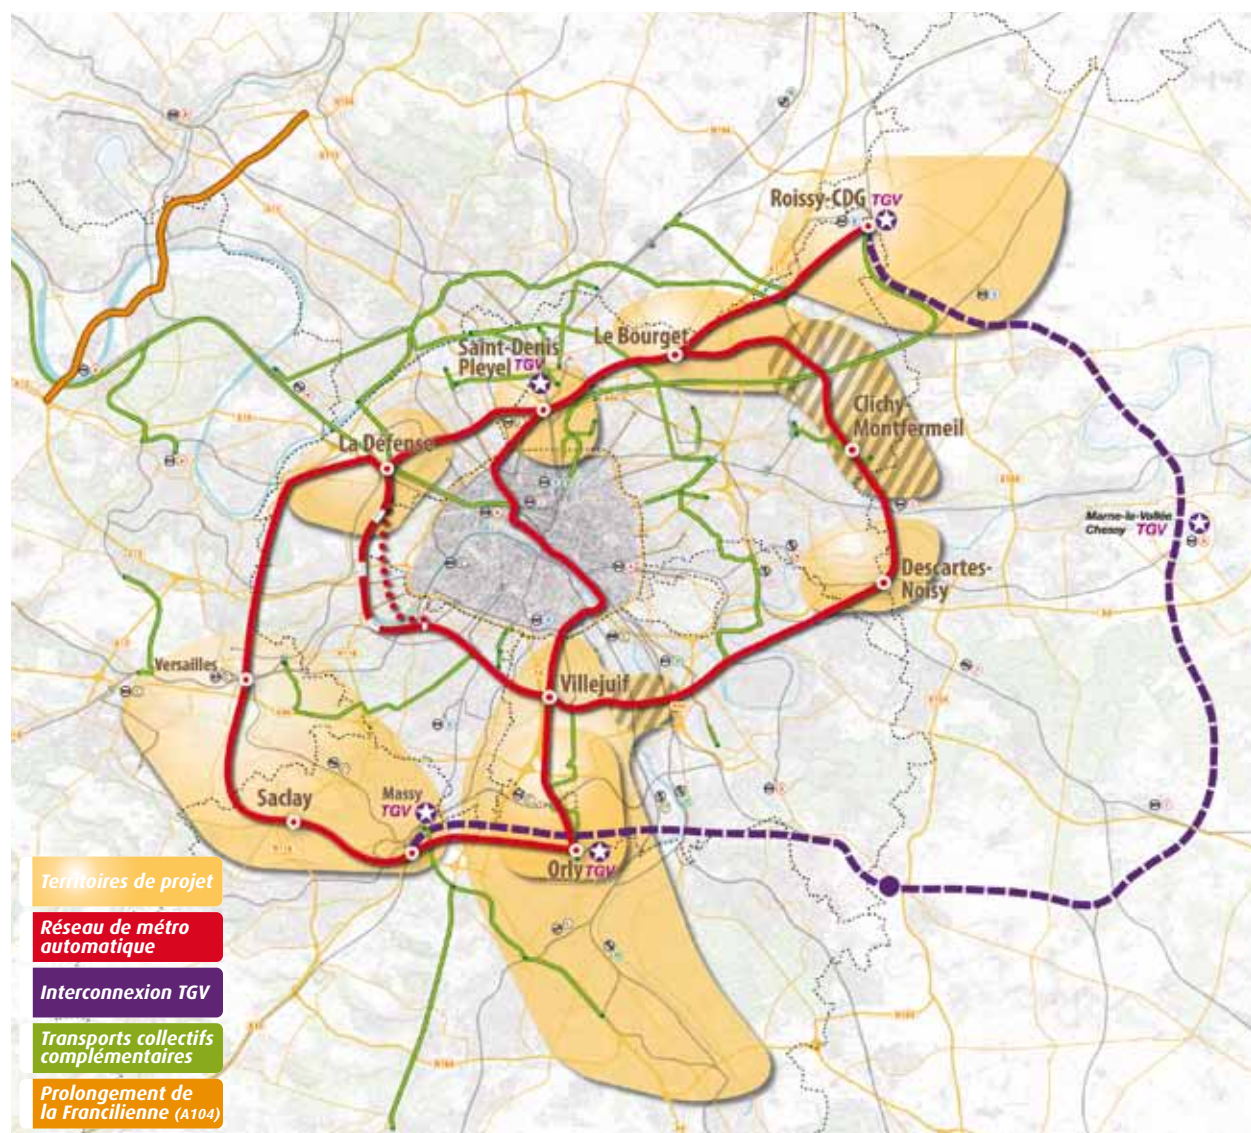 Roissy-CDG TGV
Le Bourget
Saint-Denis
Pleyel TGV
Clichy-
Montfermeil
La Défense
Marne-la-Vallée
Chessy TGV
Descartes-
Noisy
Versailles
Villejuif
Saclay
Massy
TGV
Orly TGV
Territoires de projet
Réseau de métro
automatique
Interconnexion TGV
Transports collectifs
complémentaires
Prolongement de
la Francilienne (A104)